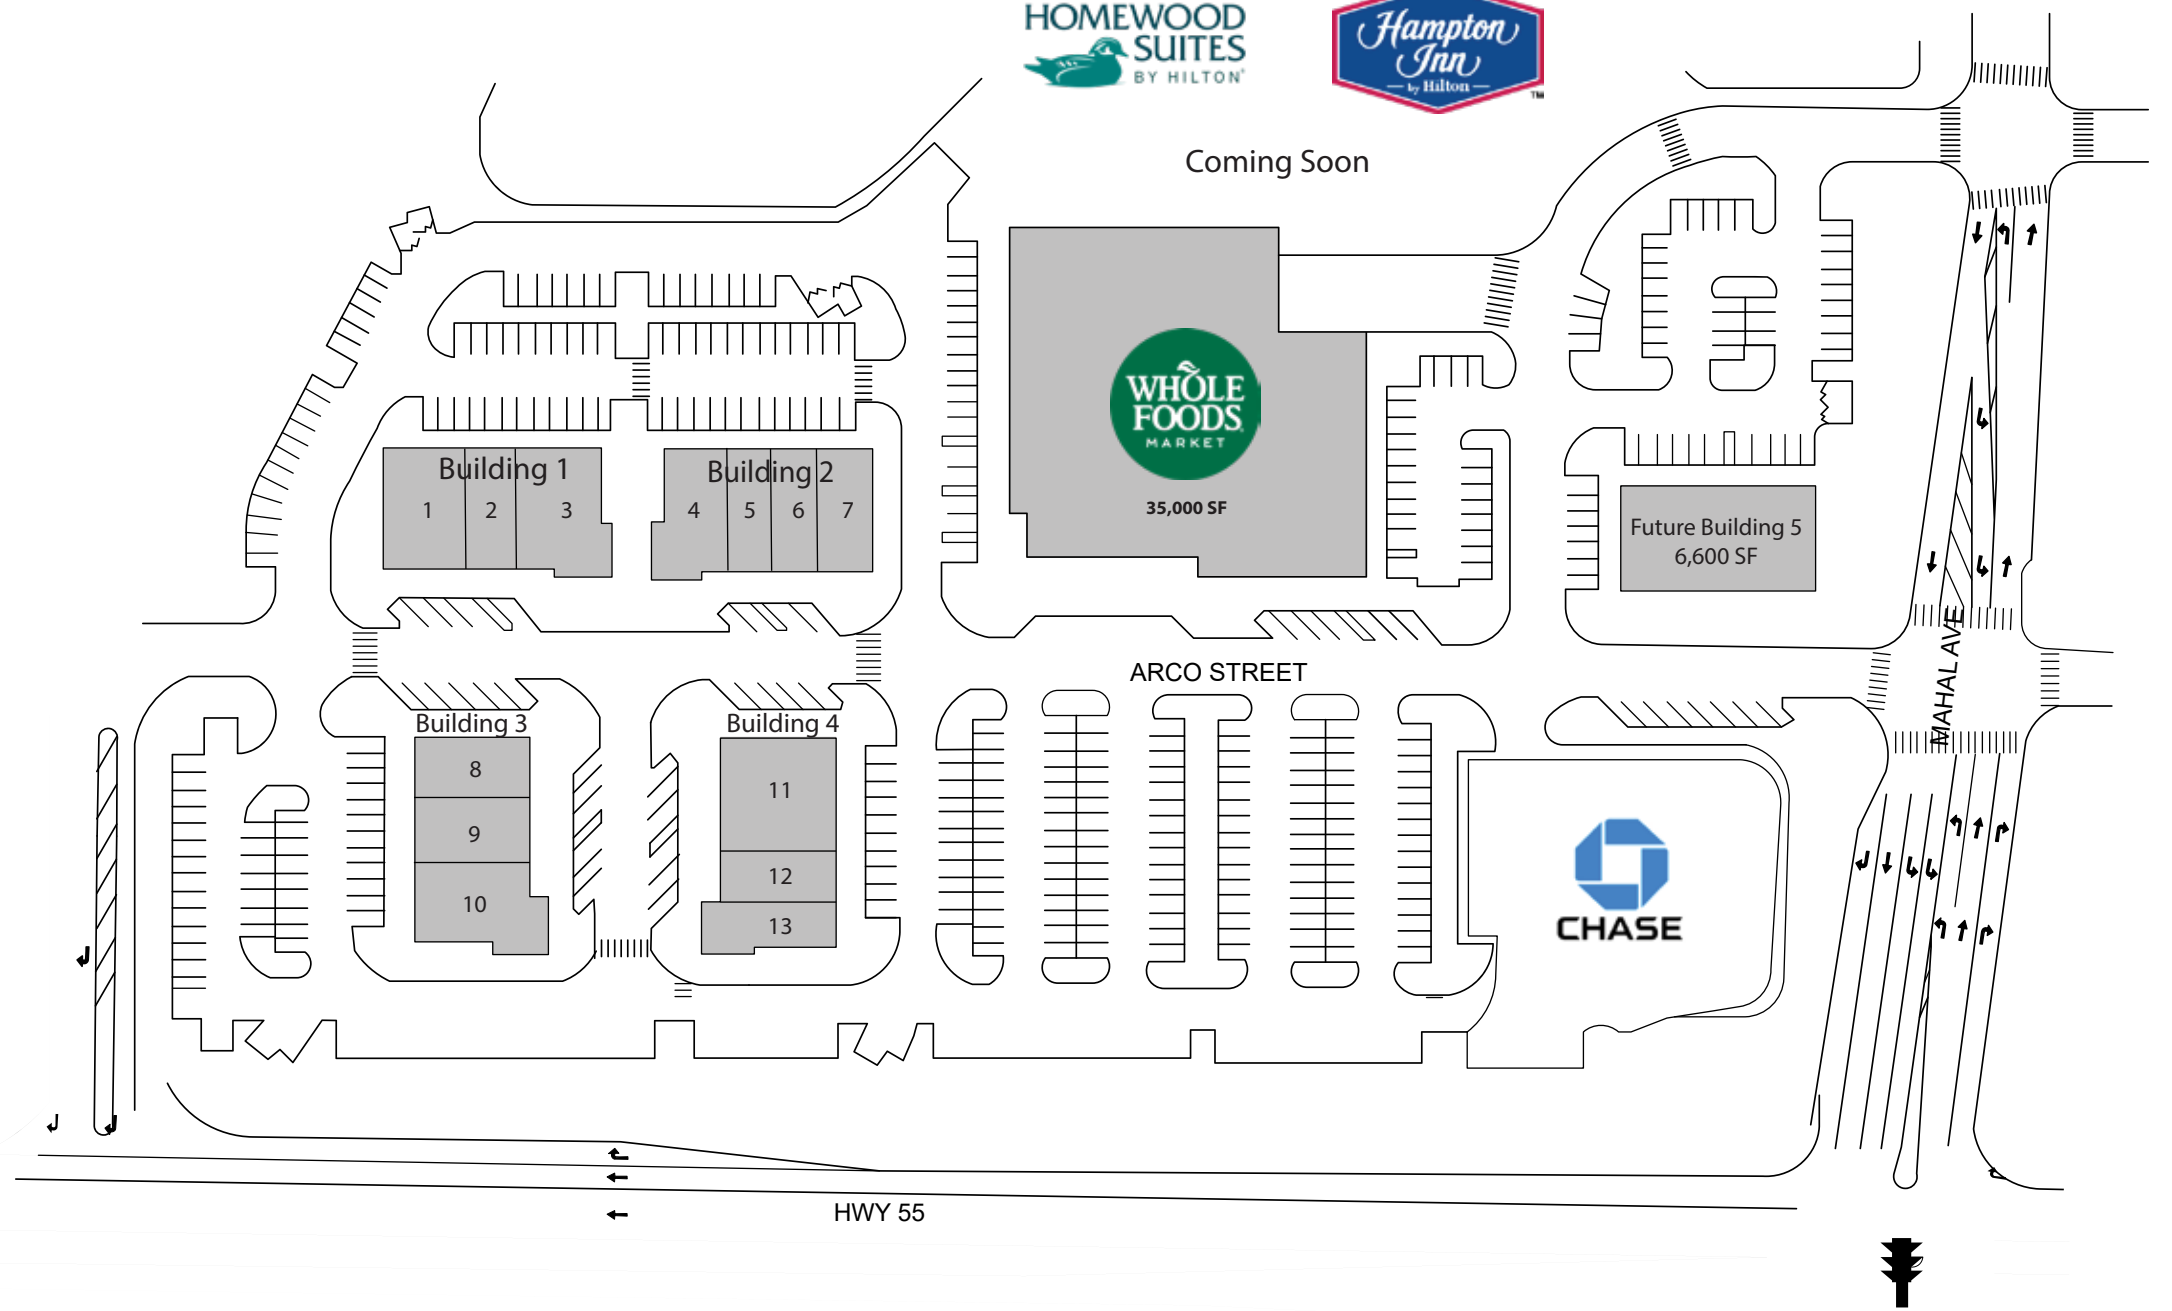 HOMEWOOD
SUITES
BY HILTON
Hampton
Inn
by Hilton
TM
Coming Soon
WHOLE
FOODS
MARKET
35,000 SF
Building 1
1 2 3
Building 2
4 5 6 7
Future Building 5
6,600 SF
ARCO STREET
MAHAL AVE
Building 3
8
9
10
Building 4
11
12
13
CHASE
HWY 55